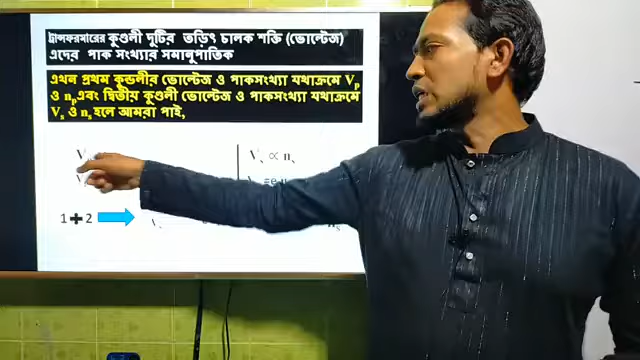 ট্রান্সফরমারের কুণ্ডলী দুটির তড়িৎ চালক শক্তি (ভোল্টেজ)
এদের পাক সংখ্যার সমানুপাতিক
এখন প্রথম কুন্ডলীর ভোল্টেজ ও পাকসংখ্যা যথাক্রমে Vp
ও np এবং দ্বিতীয় কুণ্ডলী ভোল্টেজ ও পাকসংখ্যা যথাক্রমে
Vs ও ns হলে আমরা পাই,
Vs ∝ ns
1+2